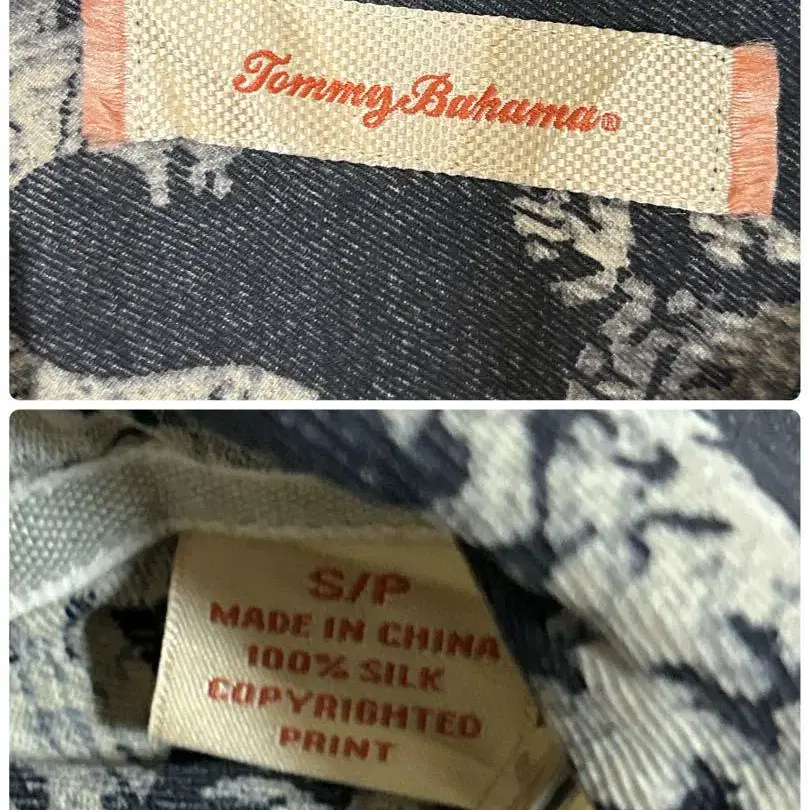 Tommy Bahama®
S/P
MADE IN CHINA
100% SILK
COPYRIGHTED
PRINT